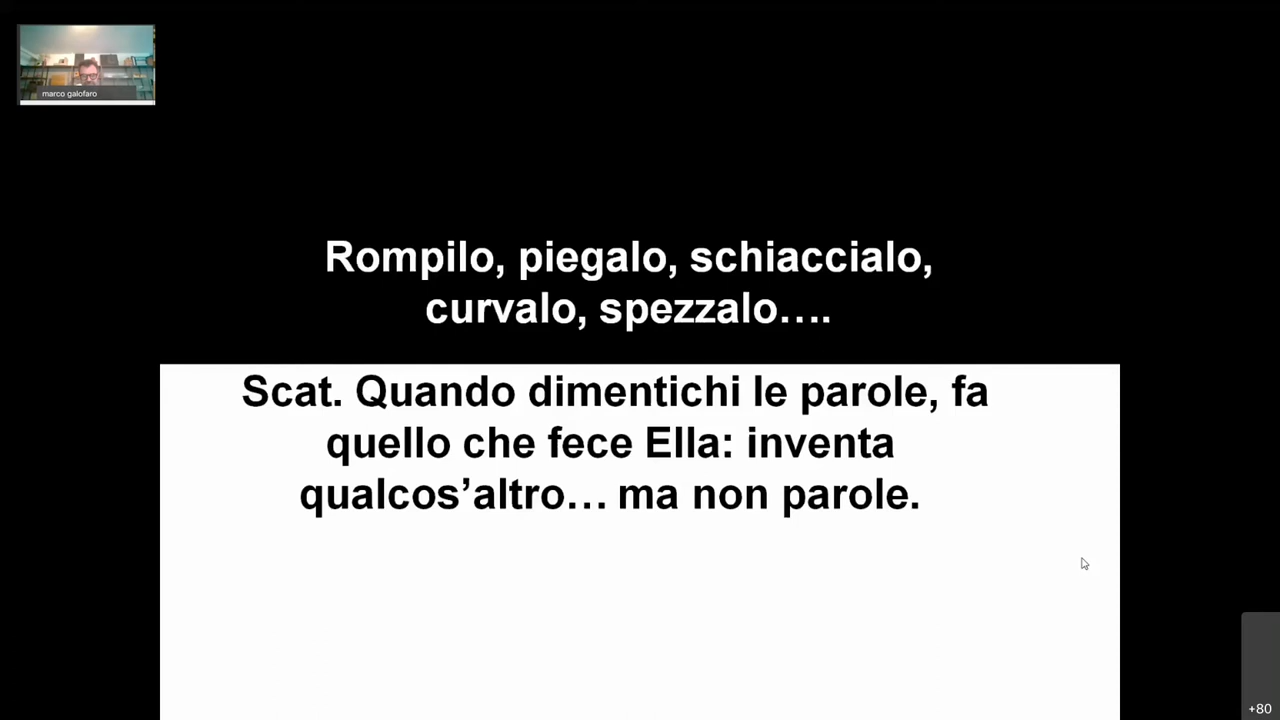 marco galofaro
Rompilo, piegalo, schiaccialo,
curvalo, spezzalo….
Scat. Quando dimentichi le parole, fa
quello che fece Ella: inventa
qualcos’altro… ma non parole.
+80